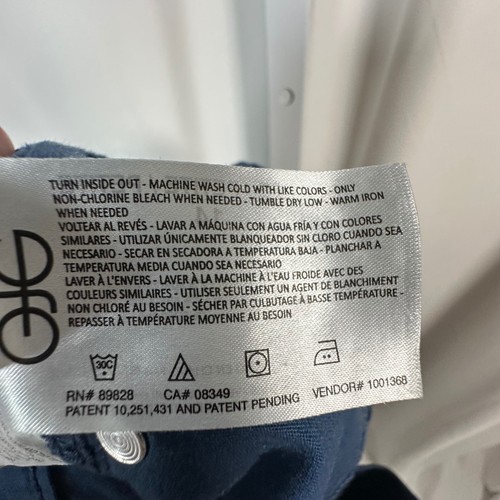 TURN INSIDE OUT - MACHINE WASH COLD WITH LIKE COLORS - ONLY
NON-CHLORINE BLEACH WHEN NEEDED - TUMBLE DRY LOW - WARM IRON
WHEN NEEDED
VOLTEAR AL REVÉS - LAVAR A MÁQUINA CON AGUA FRÍA Y CON COLORES
SIMILARES - UTILIZAR ÚNICAMENTE BLANQUEADOR SIN CLORO CUANDO SEA
NECESARIO - SECAR EN SECADORA A TEMPERATURA BAJA - PLANCHAR A
TEMPERATURA MEDIA CUANDO SEA NECESARIO
LAVER À L'ENVERS - LAVER À LA MACHINE À L'EAU FROIDE AVEC DES
COULEURS SIMILAIRES - UTILISER SEULEMENT UN AGENT DE BLANCHIMENT
NON CHLORÉ AU BESOIN - SÉCHER PAR CULBUTAGE À BASSE TEMPÉRATURE -
REPASSER À TEMPÉRATURE MOYENNE AU BESOIN
30C
RN# 89828 CA# 08349 VENDOR# 1001368
PATENT 10,251,431 AND PATENT PENDING